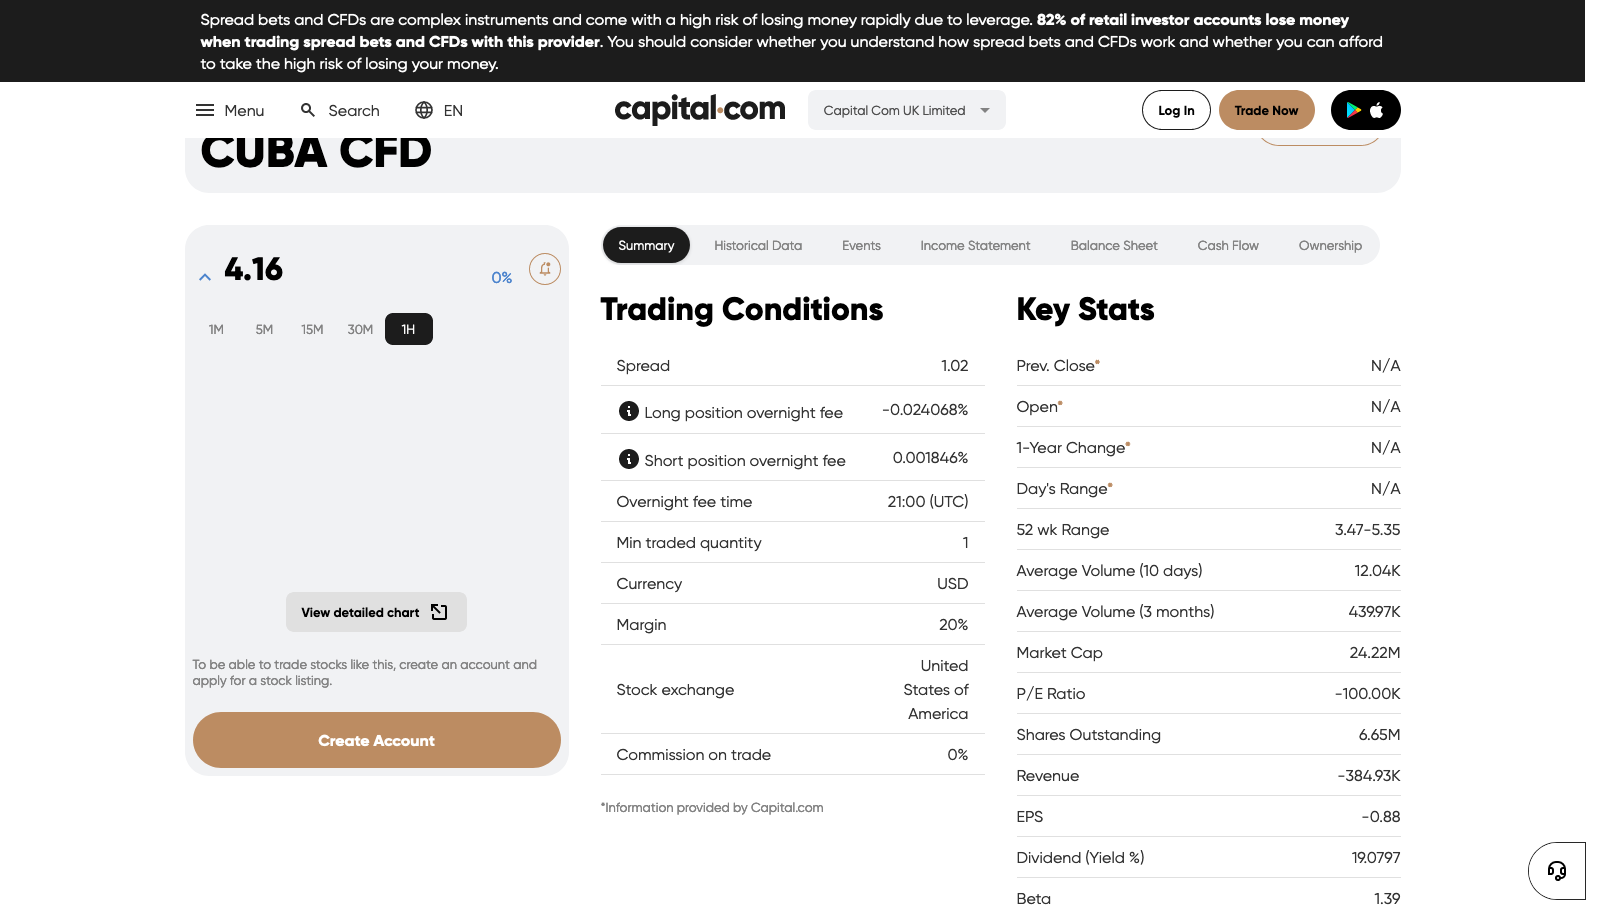 Spread bets and CFDs are complex instruments and come with a high risk of losing money rapidly due to leverage. 82% of retail investor accounts lose money
when trading spread bets and CFDs with this provider. You should consider whether you understand how spread bets and CFDs work and whether you can afford
to take the high risk of losing your money.
Menu
Search
EN
capital.com
Capital Com UK Limited
Log In
Trade Now
CUBA CFD
4.16
0%
1M
5M
15M
30M
1H
View detailed chart
To be able to trade stocks like this, create an account and
apply for a stock listing.
Create Account
Summary
Historical Data
Events
Income Statement
Balance Sheet
Cash Flow
Ownership
Trading Conditions
Spread 1.02
Long position overnight fee -0.024068%
Short position overnight fee 0.001846%
Overnight fee time 21:00 (UTC)
Min traded quantity 1
Currency USD
Margin 20%
Stock exchange United
States of
America
Commission on trade 0%
*Information provided by Capital.com
Key Stats
Prev. Close* N/A
Open* N/A
1-Year Change* N/A
Day's Range* N/A
52 wk Range 3.47-5.35
Average Volume (10 days) 12.04K
Average Volume (3 months) 439.97K
Market Cap 24.22M
P/E Ratio -100.00K
Shares Outstanding 6.65M
Revenue -384.93K
EPS -0.88
Dividend (Yield %) 19.0797
Beta 1.39